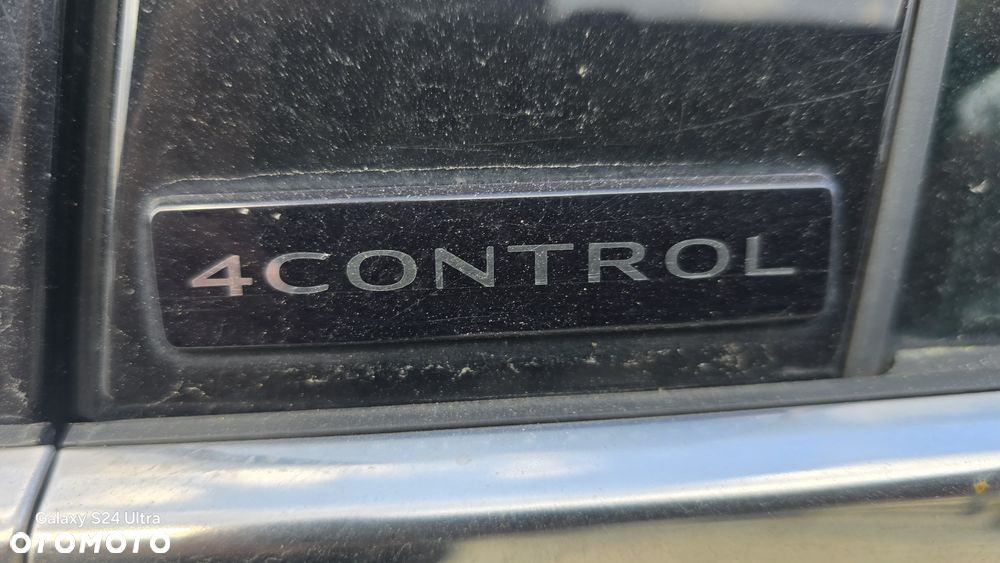 4CONTROL
Galaxy S24 Ultra
OTOMOTO